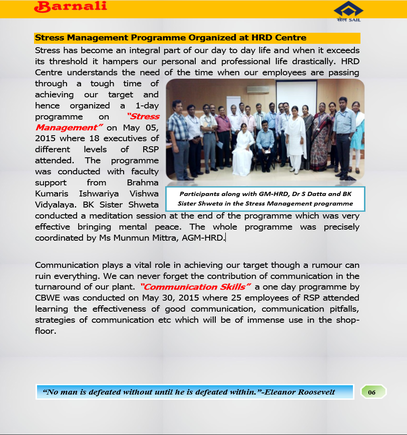 Barnali
सेल SAIL
Stress Management Programme Organized at HRD Centre
Stress has become an integral part of our day to day life and when it exceeds
its threshold it hampers our personal and professional life drastically. HRD
Centre understands the need of the time when our employees are passing
through a tough time of
achieving our target and
hence organized a 1-day
programme on "Stress
Management" on May 05,
2015 where 18 executives of
different levels of RSP
attended. The programme
was conducted with faculty
support from Brahma
Kumaris Ishwariya Vishwa
Vidyalaya. BK Sister Shweta
Participants along with GM-HRD, Dr S Datta and BK
Sister Shweta in the Stress Management programme
conducted a meditation session at the end of the programme which was very
effective bringing mental peace. The whole programme was precisely
coordinated by Ms Munmun Mittra, AGM-HRD.
Communication plays a vital role in achieving our target though a rumour can
ruin everything. We can never forget the contribution of communication in the
turnaround of our plant. "Communication Skills" a one day programme by
CBWE was conducted on May 30, 2015 where 25 employees of RSP attended
learning the effectiveness of good communication, communication pitfalls,
strategies of communication etc which will be of immense use in the shop-
floor.
"No man is defeated without until he is defeated within."-Eleanor Roosevelt
06